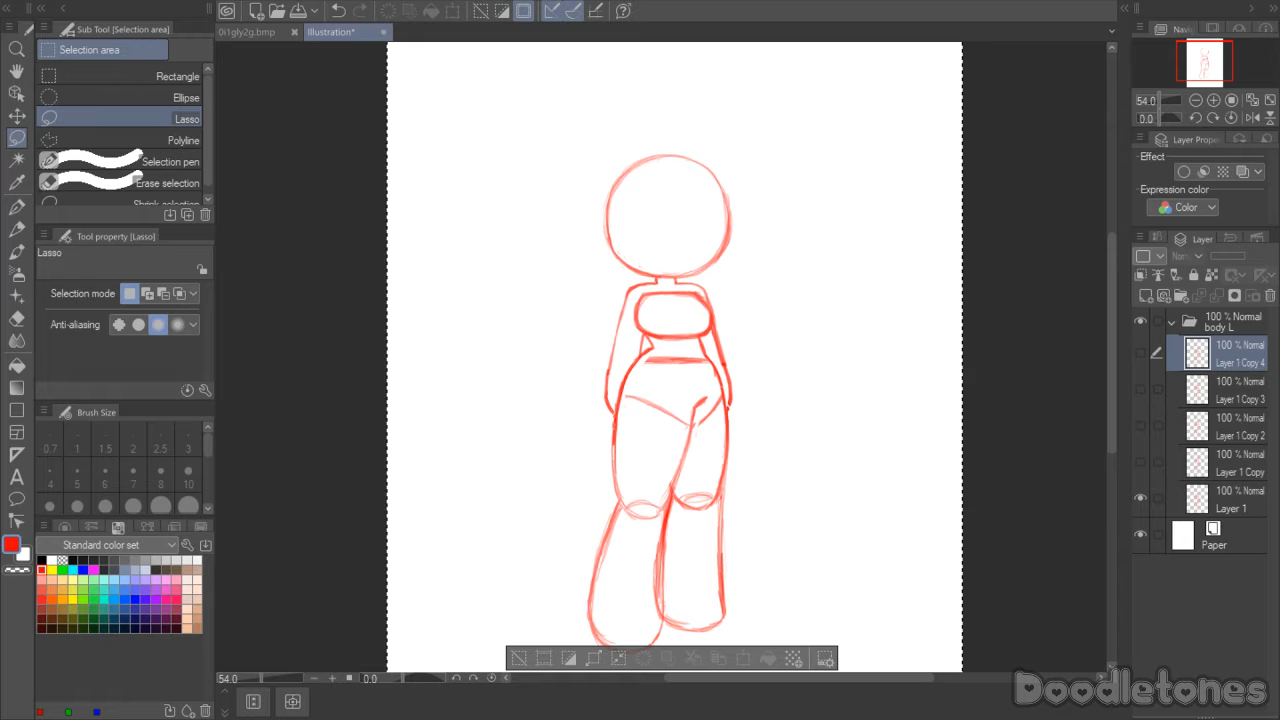 Sub Tool [Selection area]
Selection area
Rectangle
Ellipse
Lasso
Polyline
Selection pen
Erase selection
Shrink selection
Tool property [Lasso]
Lasso
Selection mode
Anti-aliasing
Brush Size
0.7 1 1.5 2 2.5 3
4 5 6 7 8 10
Standard color set
0i1gly2g.bmp
Illustration*
54.0
0.0
Navi
54.0
0.0
Layer Prope
Effect
Expression color
Color
Layer
Norm
100 % Normal
body L
100 % Normal
Layer 1 Copy 4
100 % Normal
Layer 1 Copy 3
100 % Normal
Layer 1 Copy 2
100 % Normal
Layer 1 Copy
100 % Normal
Layer 1
Paper
Doodletones